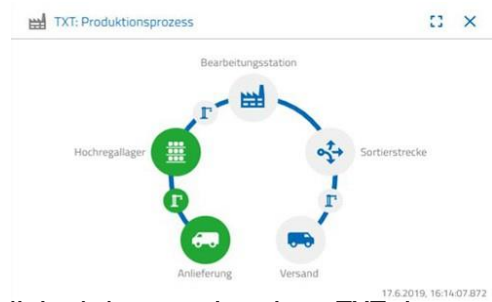 TXT: Produktionsprozess
Bearbeitungsstation
Hochregallager
Sortierstrecke
Anlieferung
Versand
17.6.2019, 16:14:07.872